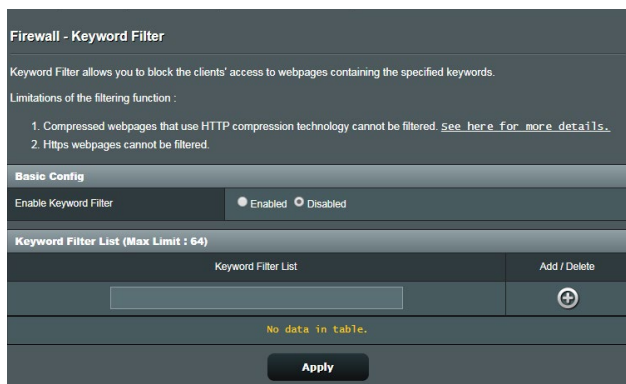 Firewall - Keyword Filter
Keyword Filter allows you to block the clients' access to webpages containing the specified keywords.
Limitations of the filtering function :
1. Compressed webpages that use HTTP compression technology cannot be filtered. See here for more details.
2. Https webpages cannot be filtered.
Basic Config
Enable Keyword Filter Enabled Disabled
Keyword Filter List (Max Limit : 64)
Keyword Filter List Add / Delete
No data in table.
Apply